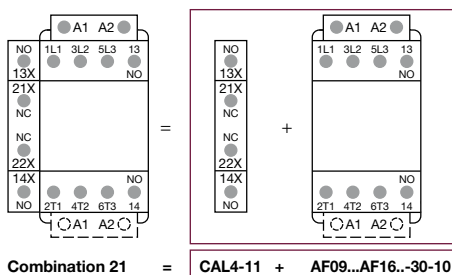 A1 A2 A1 A2
NO 1L1 3L2 5L3 13 NO 1L1 3L2 5L3 13
13X NO 13X NO
21X 21X
NC NC
= +
NC NC
22X 22X
14X NO 14X NO
NO 2T1 4T2 6T3 14 NO 2T1 4T2 6T3 14
A1 A2 A1 A2
Combination 21 = CAL4-11 + AF09...AF16..-30-10